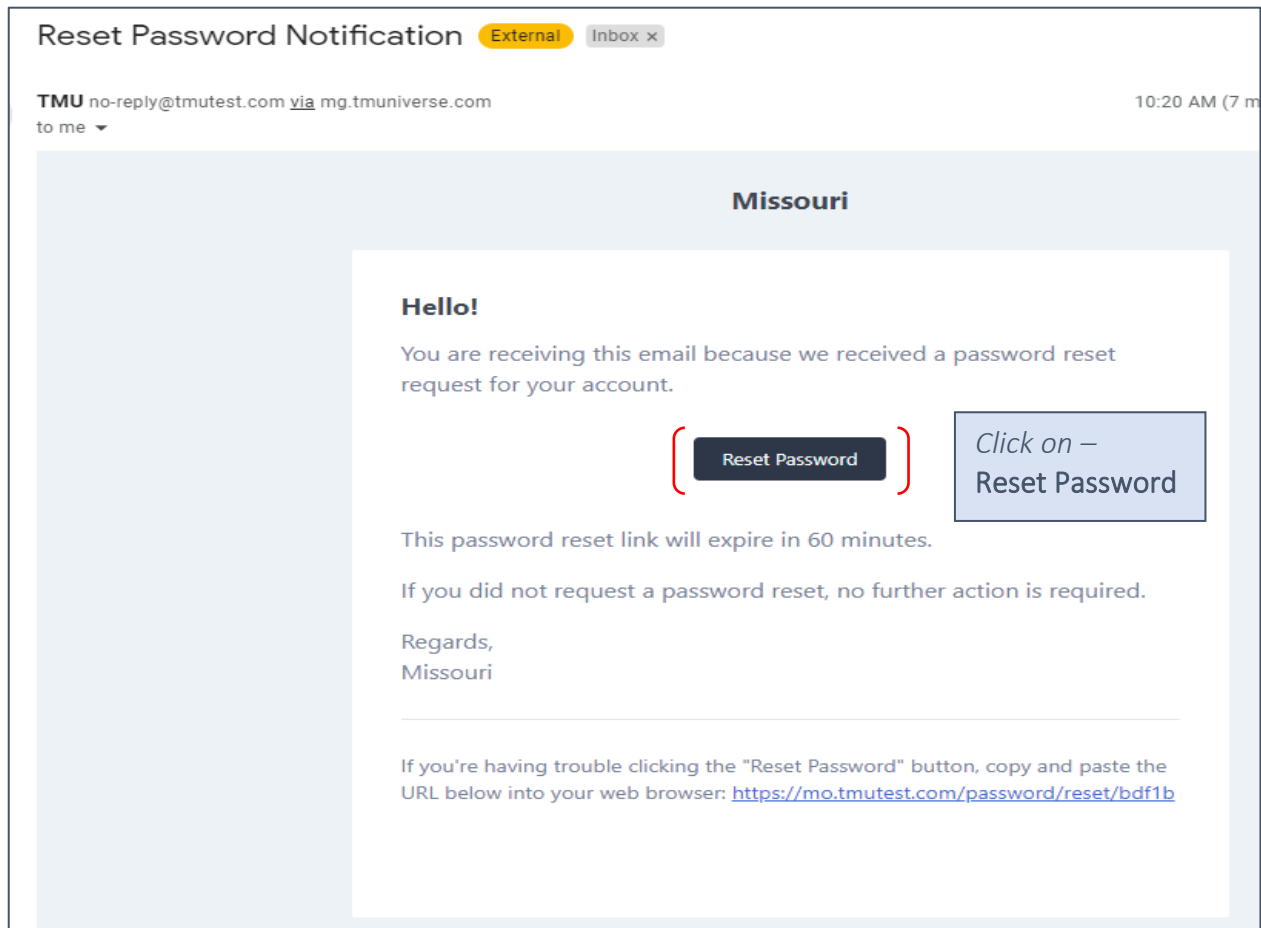 Reset Password Notification External Inbox x
TMU no-reply@tmutest.com via mg.tmuniverse.com 10:20 AM (7 m
to me
Missouri
Hello!
You are receiving this email because we received a password reset
request for your account.
Reset Password
Click on –
Reset Password
This password reset link will expire in 60 minutes.
If you did not request a password reset, no further action is required.
Regards,
Missouri
If you're having trouble clicking the "Reset Password" button, copy and paste the
URL below into your web browser: https://mo.tmutest.com/password/reset/bdf1b